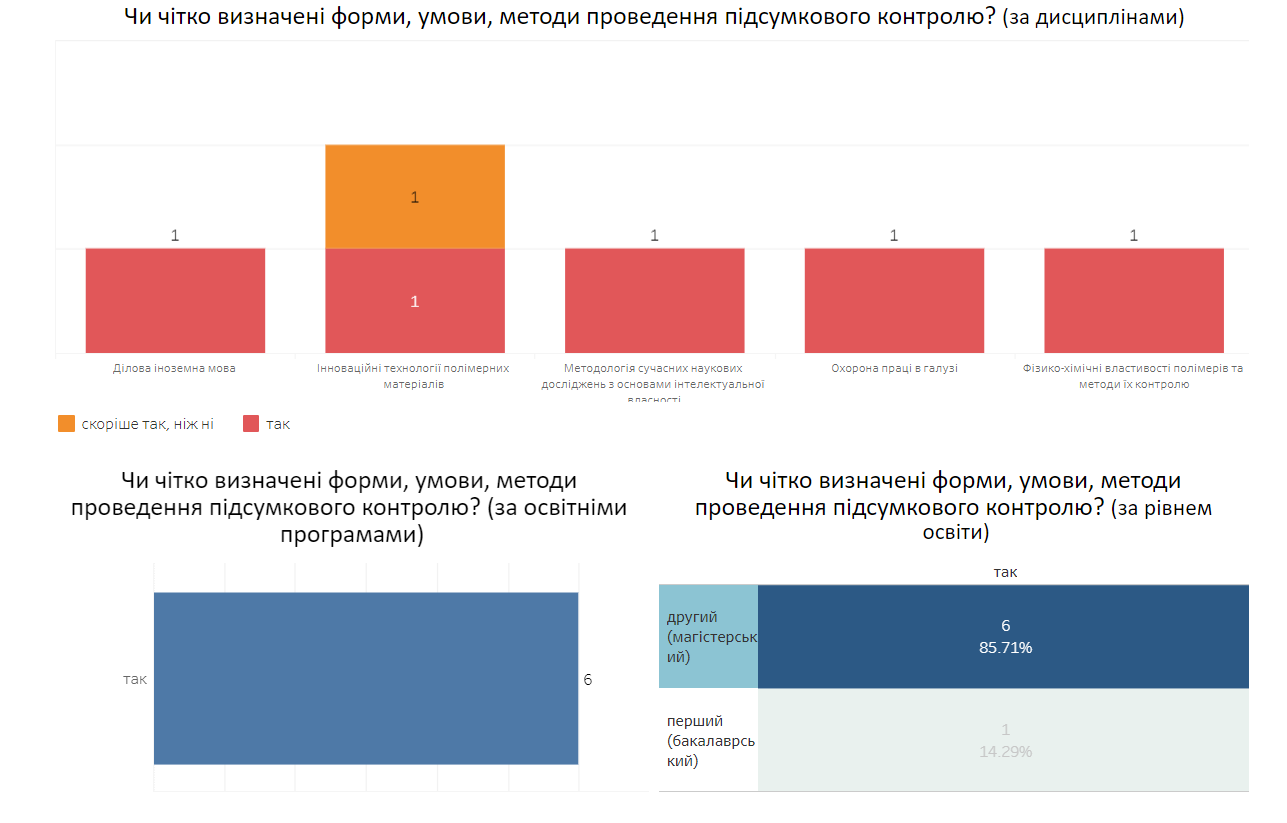 Чи чітко визначені форми, умови, методи проведення підсумкового контролю? (за дисциплінами)
1
1
1
1
1
1
Ділова іноземна мова
Інноваційні технології полімерних
матеріалів
Методологія сучасних наукових
досліджень з основами інтелектуальної
власності
Охорона праці в галузі
Фізико-хімічні властивості полімерів та
методи їх контролю
скоріше так, ніж ні
так
Чи чітко визначені форми, умови, методи
проведення підсумкового контролю? (за освітніми
програмами)
так
6
Чи чітко визначені форми, умови, методи
проведення підсумкового контролю? (за рівнем
освіти)
так
другий
(магістерськ
ий)
6
85.71%
перший
(бакалаврсь
кий)
1
14.29%